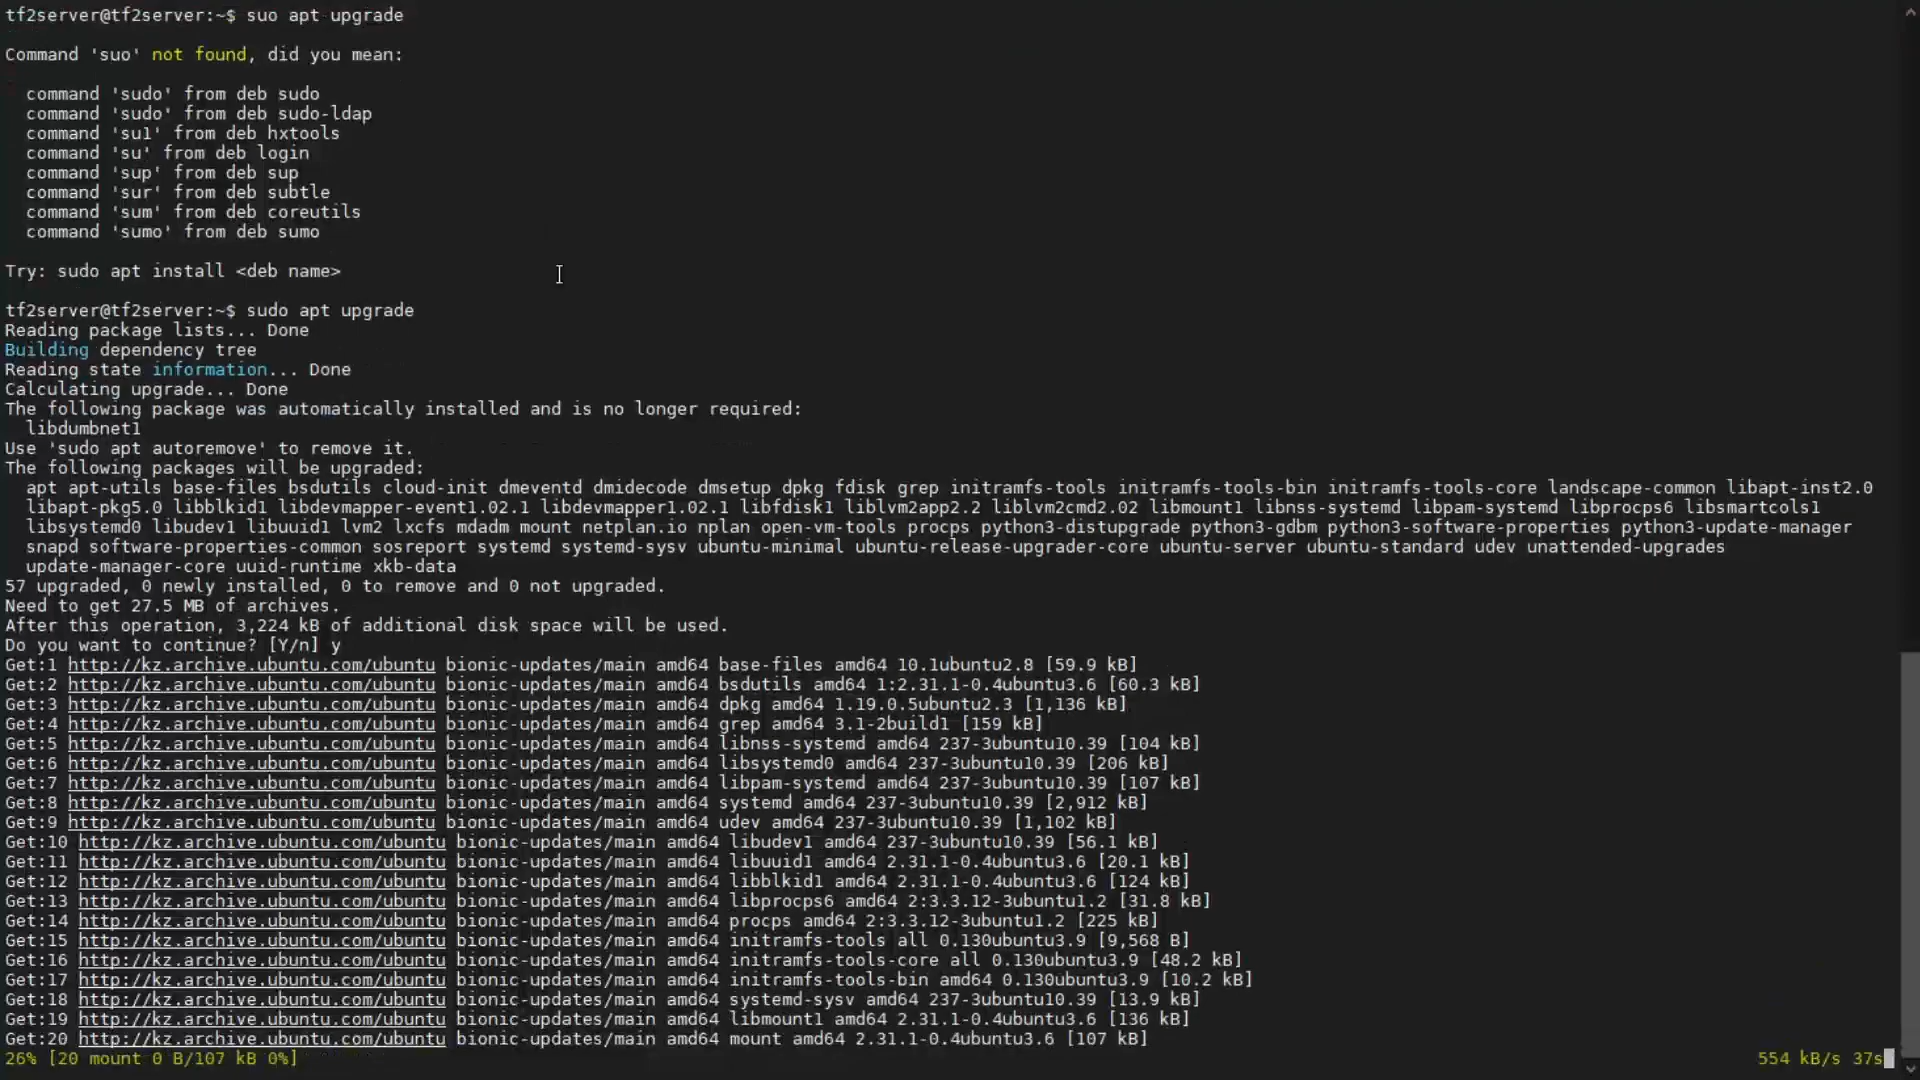 tf2server@tf2server:~$ suo apt upgrade
Command 'suo' not found, did you mean:
command 'sudo' from deb sudo
command 'sudo' from deb sudo-ldap
command 'su1' from deb hxtools
command 'su' from deb login
command 'sup' from deb sup
command 'sur' from deb subtle
command 'sum' from deb coreutils
command 'sumo' from deb sumo
Try: sudo apt install <deb name>
tf2server@tf2server:~$ sudo apt upgrade
Reading package lists... Done
Building dependency tree
Reading state information... Done
Calculating upgrade... Done
The following package was automatically installed and is no longer required:
libdumbnet1
Use 'sudo apt autoremove' to remove it.
The following packages will be upgraded:
apt apt-utils base-files bsdutils cloud-init dmeventd dmidecode dmsetup dpkg fdisk grep initramfs-tools initramfs-tools-bin initramfs-tools-core landscape-common libapt-inst2.0
libapt-pkg5.0 libblkid1 libdevmapper-event1.02.1 libdevmapper1.02.1 libfdisk1 liblvm2app2.2 liblvm2cmd2.02 libmount1 libnss-systemd libpam-systemd libprocps6 libsmartcols1
libsystemd0 libudev1 libuuid1 lvm2 lxcfs mdadm mount netplan.io nplan open-vm-tools procps python3-distupgrade python3-gdbm python3-software-properties python3-update-manager
snapd software-properties-common sosreport systemd systemd-sysv ubuntu-minimal ubuntu-release-upgrader-core ubuntu-server ubuntu-standard udev unattended-upgrades
update-manager-core uuid-runtime xkb-data
57 upgraded, 0 newly installed, 0 to remove and 0 not upgraded.
Need to get 27.5 MB of archives.
After this operation, 3,224 kB of additional disk space will be used.
Do you want to continue? [Y/n] y
Get:1 http://kz.archive.ubuntu.com/ubuntu bionic-updates/main amd64 base-files amd64 10.1ubuntu2.8 [59.9 kB]
Get:2 http://kz.archive.ubuntu.com/ubuntu bionic-updates/main amd64 bsdutils amd64 1:2.31.1-0.4ubuntu3.6 [60.3 kB]
Get:3 http://kz.archive.ubuntu.com/ubuntu bionic-updates/main amd64 dpkg amd64 1.19.0.5ubuntu2.3 [1,136 kB]
Get:4 http://kz.archive.ubuntu.com/ubuntu bionic-updates/main amd64 grep amd64 3.1-2build1 [159 kB]
Get:5 http://kz.archive.ubuntu.com/ubuntu bionic-updates/main amd64 libnss-systemd amd64 237-3ubuntu10.39 [104 kB]
Get:6 http://kz.archive.ubuntu.com/ubuntu bionic-updates/main amd64 libsystemd0 amd64 237-3ubuntu10.39 [206 kB]
Get:7 http://kz.archive.ubuntu.com/ubuntu bionic-updates/main amd64 libpam-systemd amd64 237-3ubuntu10.39 [107 kB]
Get:8 http://kz.archive.ubuntu.com/ubuntu bionic-updates/main amd64 systemd amd64 237-3ubuntu10.39 [2,912 kB]
Get:9 http://kz.archive.ubuntu.com/ubuntu bionic-updates/main amd64 udev amd64 237-3ubuntu10.39 [1,102 kB]
Get:10 http://kz.archive.ubuntu.com/ubuntu bionic-updates/main amd64 libudev1 amd64 237-3ubuntu10.39 [56.1 kB]
Get:11 http://kz.archive.ubuntu.com/ubuntu bionic-updates/main amd64 libuuid1 amd64 2.31.1-0.4ubuntu3.6 [20.1 kB]
Get:12 http://kz.archive.ubuntu.com/ubuntu bionic-updates/main amd64 libblkid1 amd64 2.31.1-0.4ubuntu3.6 [124 kB]
Get:13 http://kz.archive.ubuntu.com/ubuntu bionic-updates/main amd64 libprocps6 amd64 2:3.3.12-3ubuntu1.2 [31.8 kB]
Get:14 http://kz.archive.ubuntu.com/ubuntu bionic-updates/main amd64 procps amd64 2:3.3.12-3ubuntu1.2 [225 kB]
Get:15 http://kz.archive.ubuntu.com/ubuntu bionic-updates/main amd64 initramfs-tools all 0.130ubuntu3.9 [9,568 B]
Get:16 http://kz.archive.ubuntu.com/ubuntu bionic-updates/main amd64 initramfs-tools-core all 0.130ubuntu3.9 [48.2 kB]
Get:17 http://kz.archive.ubuntu.com/ubuntu bionic-updates/main amd64 initramfs-tools-bin amd64 0.130ubuntu3.9 [10.2 kB]
Get:18 http://kz.archive.ubuntu.com/ubuntu bionic-updates/main amd64 systemd-sysv amd64 237-3ubuntu10.39 [13.9 kB]
Get:19 http://kz.archive.ubuntu.com/ubuntu bionic-updates/main amd64 libmount1 amd64 2.31.1-0.4ubuntu3.6 [136 kB]
Get:20 http://kz.archive.ubuntu.com/ubuntu bionic-updates/main amd64 mount amd64 2.31.1-0.4ubuntu3.6 [107 kB]
26% [20 mount 0 B/107 kB 0%] 554 kB/s 37s